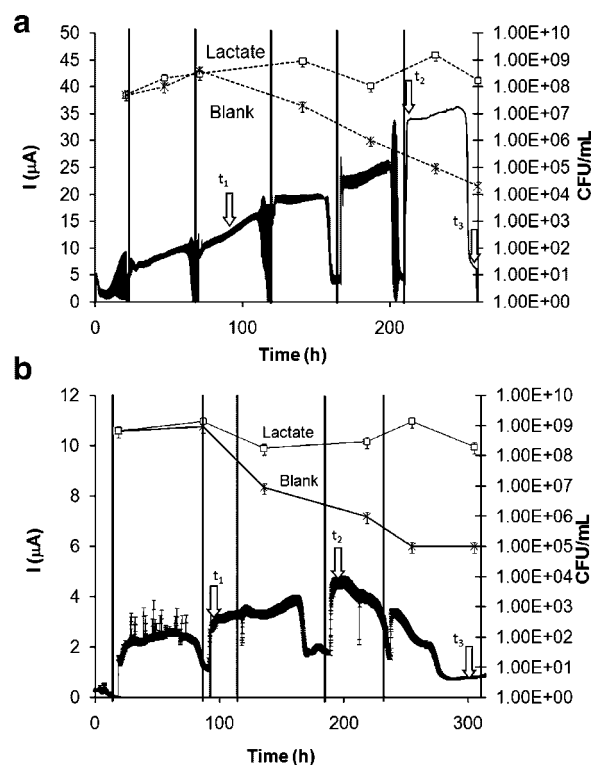 a
50
45
40
35
30
25
20
15
10
5
0
I (µA)
Lactate
Blank
t1
t2
t3
1.00E+10
1.00E+09
1.00E+08
1.00E+07
1.00E+06
1.00E+05
1.00E+04
1.00E+03
1.00E+02
1.00E+01
1.00E+00
CFU/mL
0 100 200
Time (h)
b
12
10
8
6
4
2
0
I (µA)
Lactate
Blank
t1
t2
t3
1.00E+10
1.00E+09
1.00E+08
1.00E+07
1.00E+06
1.00E+05
1.00E+04
1.00E+03
1.00E+02
1.00E+01
1.00E+00
CFU/mL
0 100 200 300
Time (h)